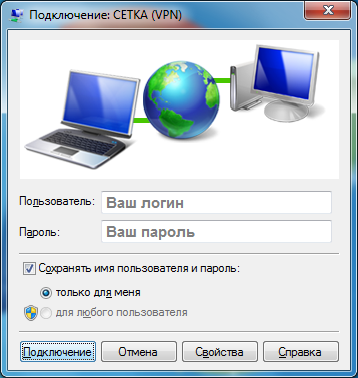 Подключение: СЕТКА (VPN)
Пользователь: Ваш логин
Пароль: Ваш пароль
Сохранять имя пользователя и пароль:
только для меня
для любого пользователя
Подключение Отмена Свойства Справка